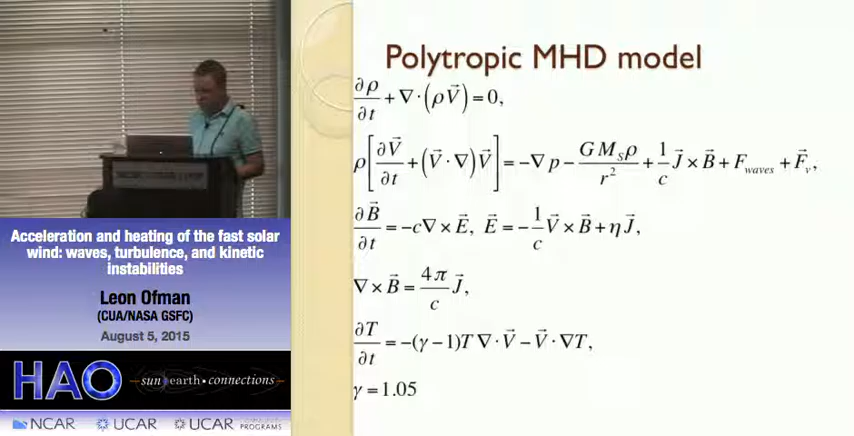 Polytropic MHD model
∂ρ/∂t + ∇·(ρV⃗) = 0,
ρ[∂V⃗/∂t + (V⃗·∇)V⃗] = −∇p − GM_Sρ/r² + (1/c) J⃗×B⃗ + F_waves + F⃗_v,
∂B⃗/∂t = −c∇×E⃗, E⃗ = −(1/c) V⃗×B⃗ + ηJ⃗,
∇×B⃗ = (4π/c) J⃗,
∂T/∂t = −(γ−1)T∇·V⃗ − V⃗·∇T,
γ = 1.05
Acceleration and heating of the fast solar
wind: waves, turbulence, and kinetic
instabilities
Leon Ofman
(CUA/NASA GSFC)
August 5, 2015
HAO sun earth • connections
NCAR UCAR UCAR COMMUNITY PROGRAMS